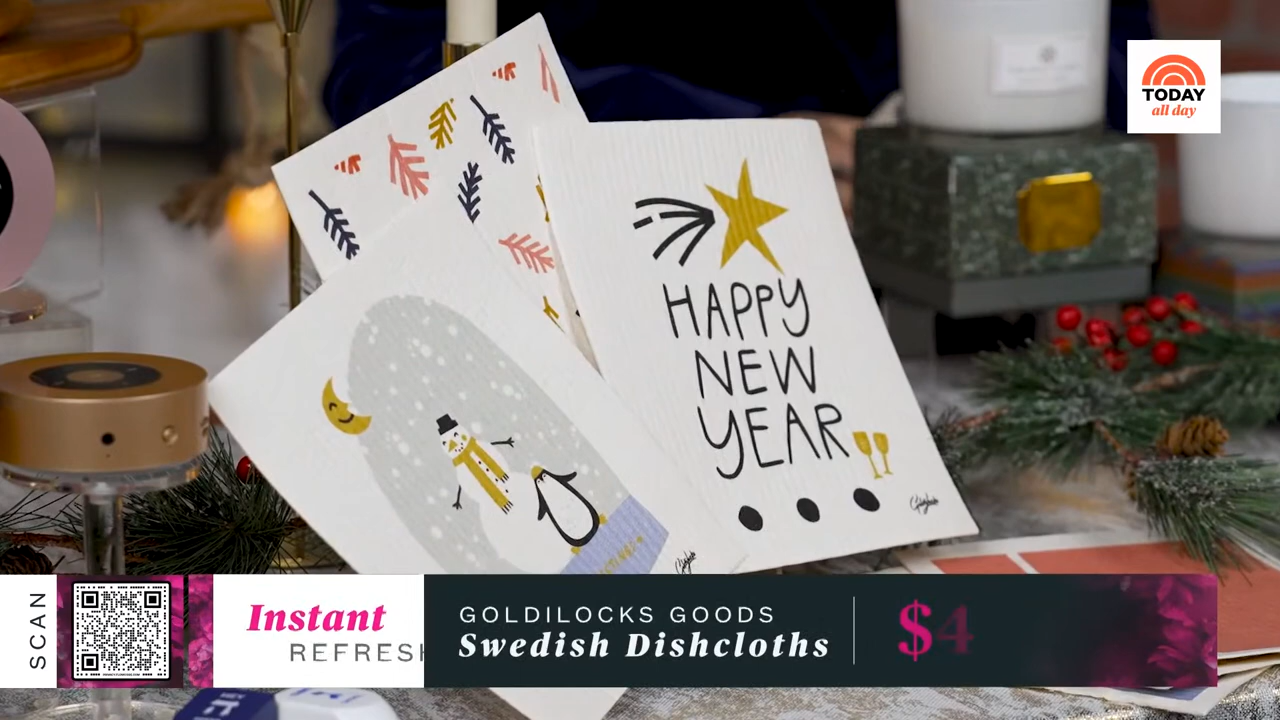 TODAY
all day
HAPPY
NEW
YEAR
SCAN
Instant
REFRESH
GOLDILOCKS GOODS
Swedish Dishcloths
$4